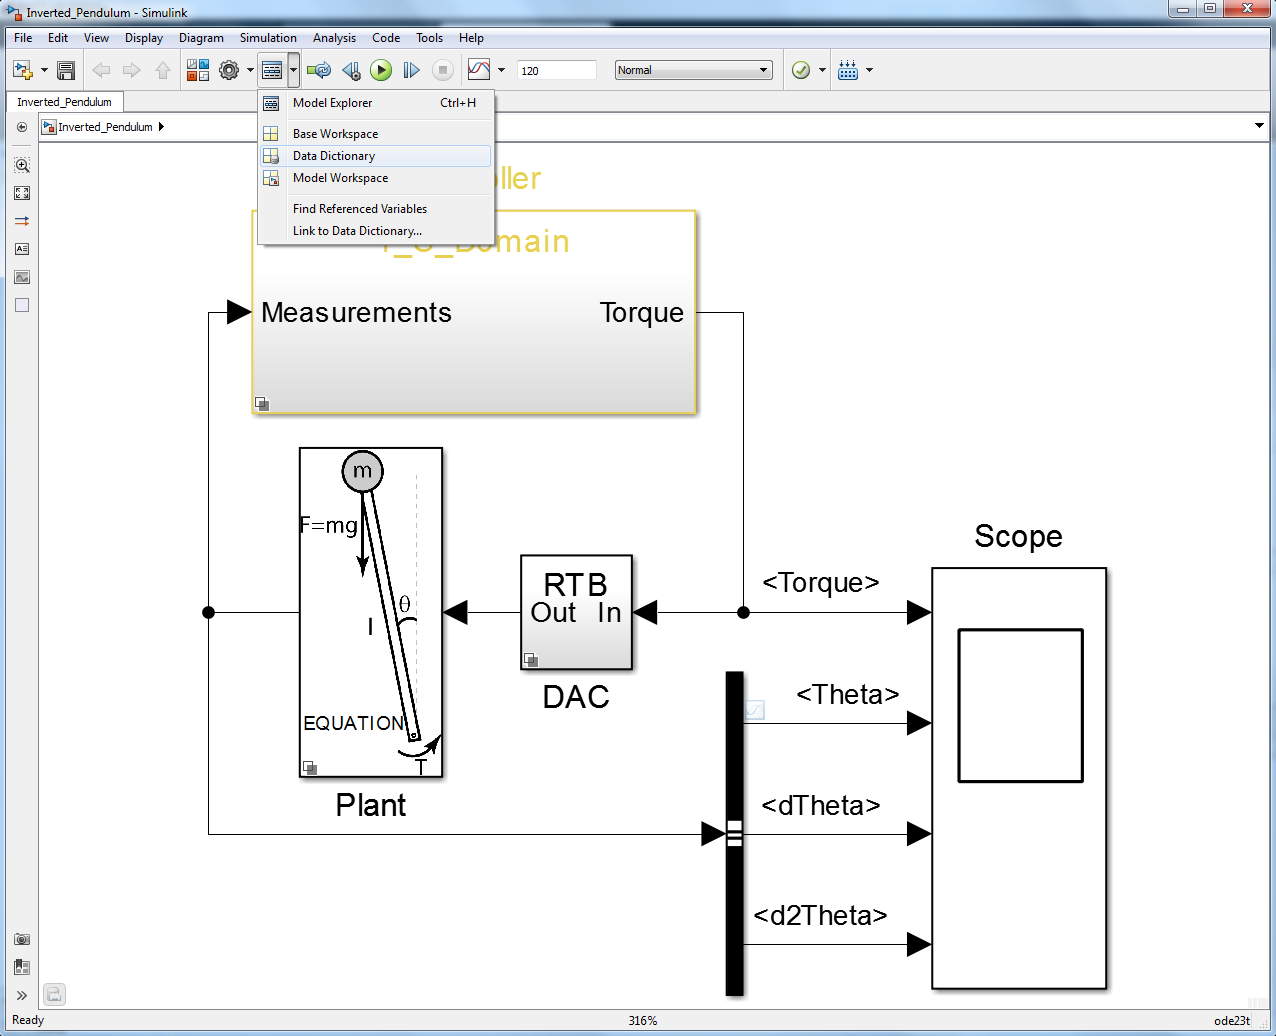 Inverted_Pendulum - Simulink
File Edit View Display Diagram Simulation Analysis Code Tools Help
120 Normal
Inverted_Pendulum
Inverted_Pendulum
Model Explorer Ctrl+H
Base Workspace
Data Dictionary
Model Workspace
Find Referenced Variables
Link to Data Dictionary...
Measurements Torque
m
F=mg
θ
l
EQUATION
T
Plant
RTB
Out In
DAC
Scope
<Torque>
<Theta>
<dTheta>
<d2Theta>
Ready 316% ode23t